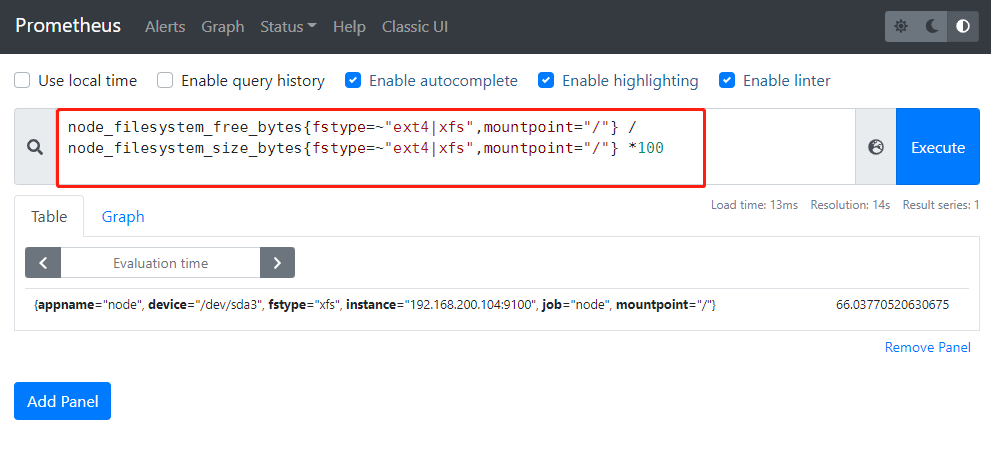 Prometheus Alerts Graph Status Help Classic UI
Use local time Enable query history Enable autocomplete Enable highlighting Enable linter
node_filesystem_free_bytes{fstype=~"ext4|xfs",mountpoint="/"} /
node_filesystem_size_bytes{fstype=~"ext4|xfs",mountpoint="/"} *100
Execute
Load time: 13ms Resolution: 14s Result series: 1
Table Graph
Evaluation time
{appname="node", device="/dev/sda3", fstype="xfs", instance="192.168.200.104:9100", job="node", mountpoint="/"} 66.03770520630675
Remove Panel
Add Panel